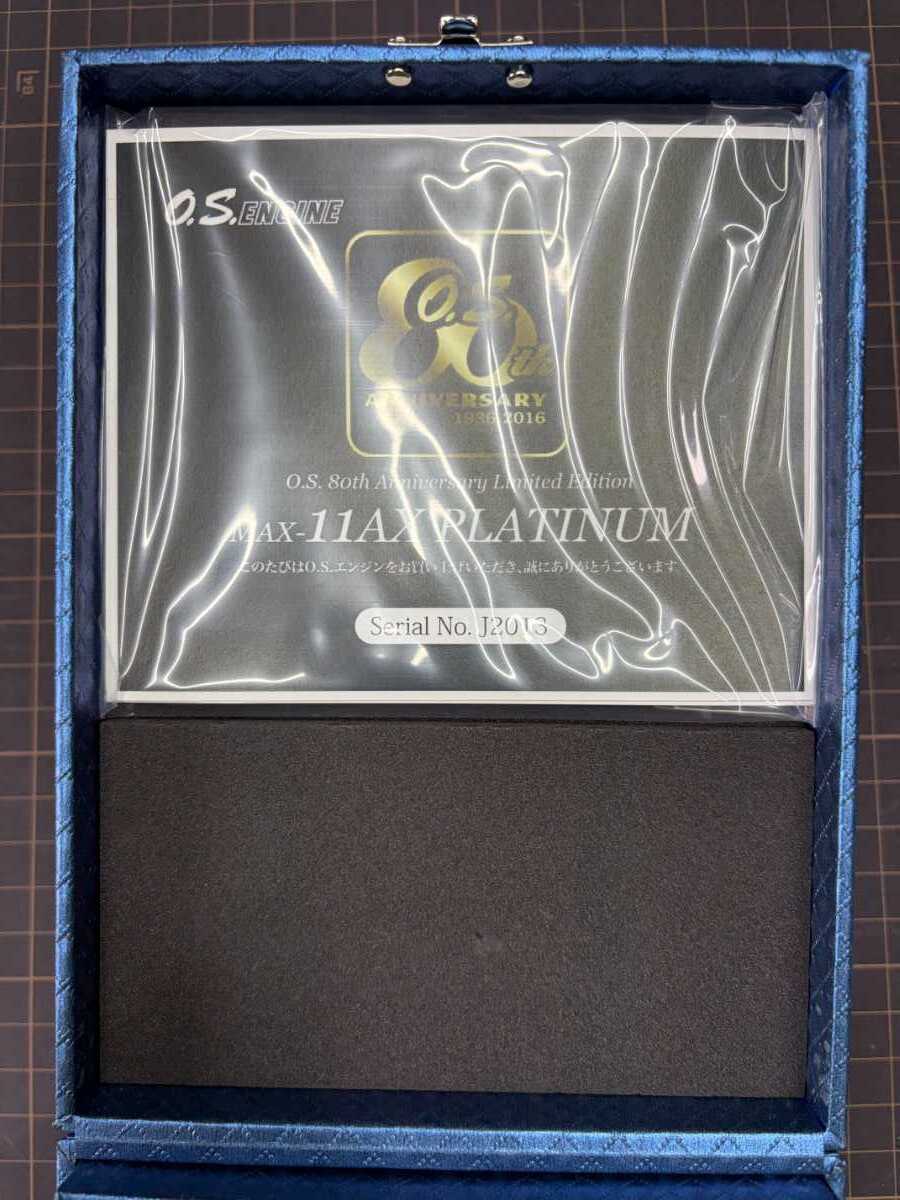 O.S.ENGINE
O.S.
80th
ANNIVERSARY
1936-2016
O.S. 80th Anniversary Limited Edition
MAX-11AX PLATINUM
このたびはO.S.エンジンをお買い上げいただき、誠にありがとうございます
Serial No. J2013